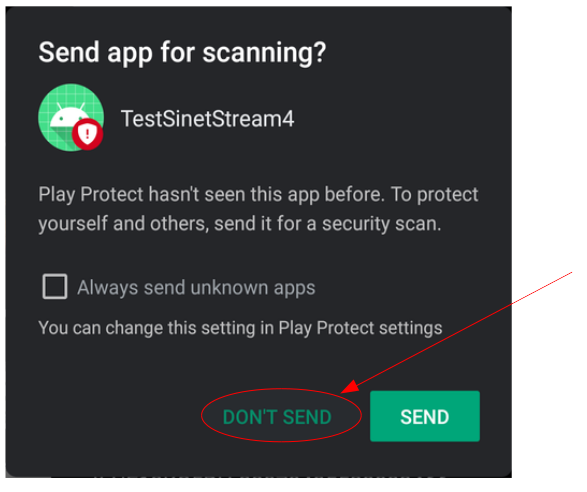 Send app for scanning?
TestSinetStream4
Play Protect hasn't seen this app before. To protect
yourself and others, send it for a security scan.
Always send unknown apps
You can change this setting in Play Protect settings
DON'T SEND
SEND